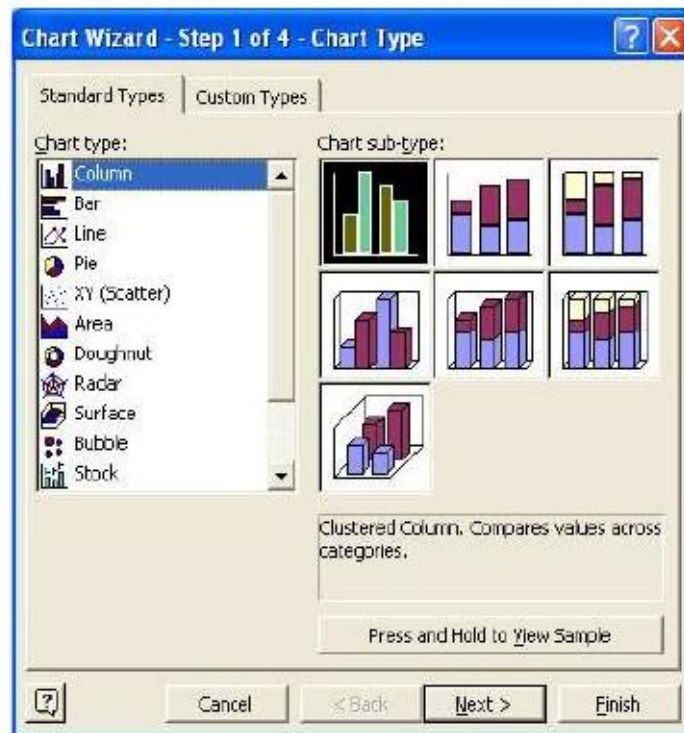 Chart Wizard - Step 1 of 4 - Chart Type
Standard Types
Custom Types
Chart type:
Column
Bar
Line
Pie
XY (Scatter)
Area
Doughnut
Radar
Surface
Bubble
Stock
Chart sub-type:
Clustered Column. Compares values across
categories.
Press and Hold to View Sample
Cancel
< Back
Next >
Finish